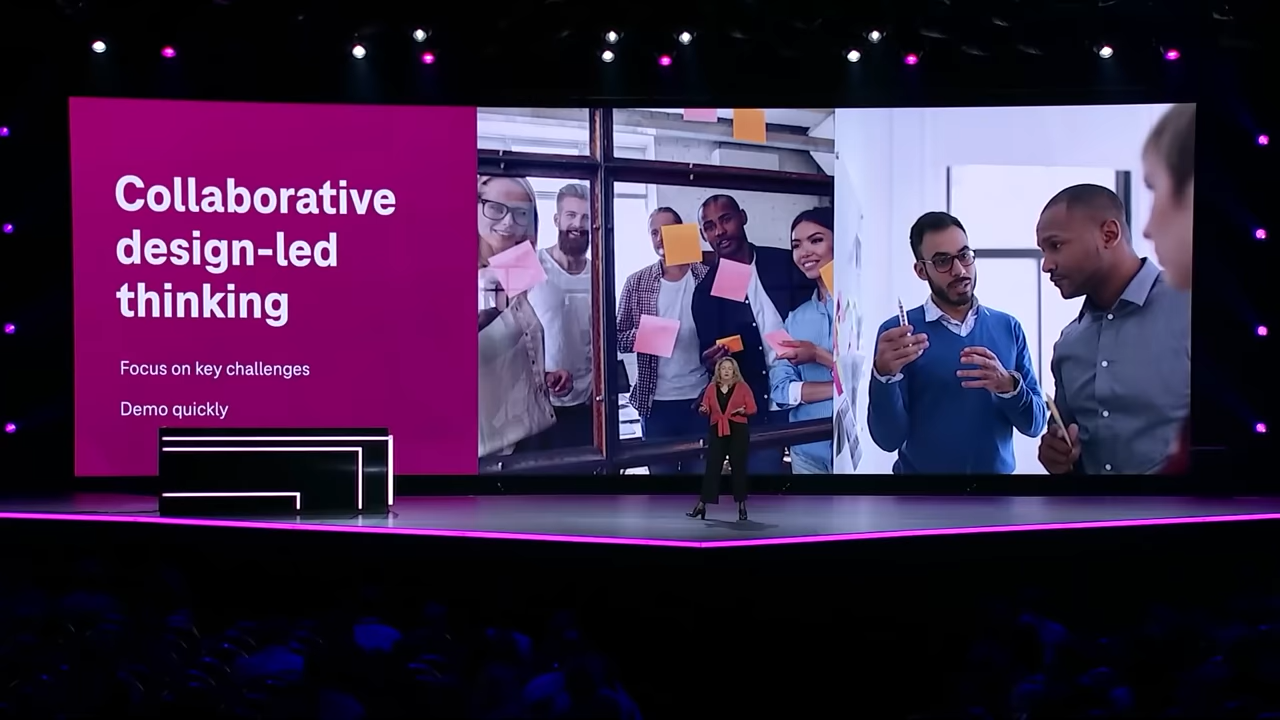 Collaborative
design-led
thinking
Focus on key challenges
Demo quickly